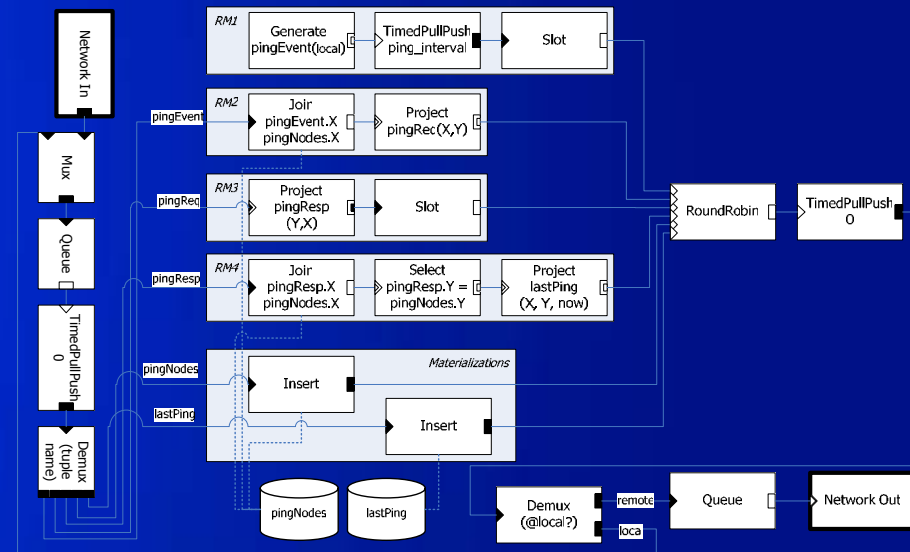 Network In
Mux
Queue
TimedPullPush
0
Demux
(tuple
name)
RM1
Generate
pingEvent(local)
TimedPullPush
ping_interval
Slot
pingEvent
RM2
Join
pingEvent.X
pingNodes.X
Project
pingRec(X,Y)
pingReq
RM3
Project
pingResp
(Y,X)
Slot
RoundRobin
TimedPullPush
0
pingResp
RM4
Join
pingResp.X
pingNodes.X
Select
pingResp.Y =
pingNodes.Y
Project
lastPing
(X, Y, now)
pingNodes
Materializations
Insert
lastPing
Insert
pingNodes
lastPing
Demux
(@local?)
remote
loca
Queue
Network Out